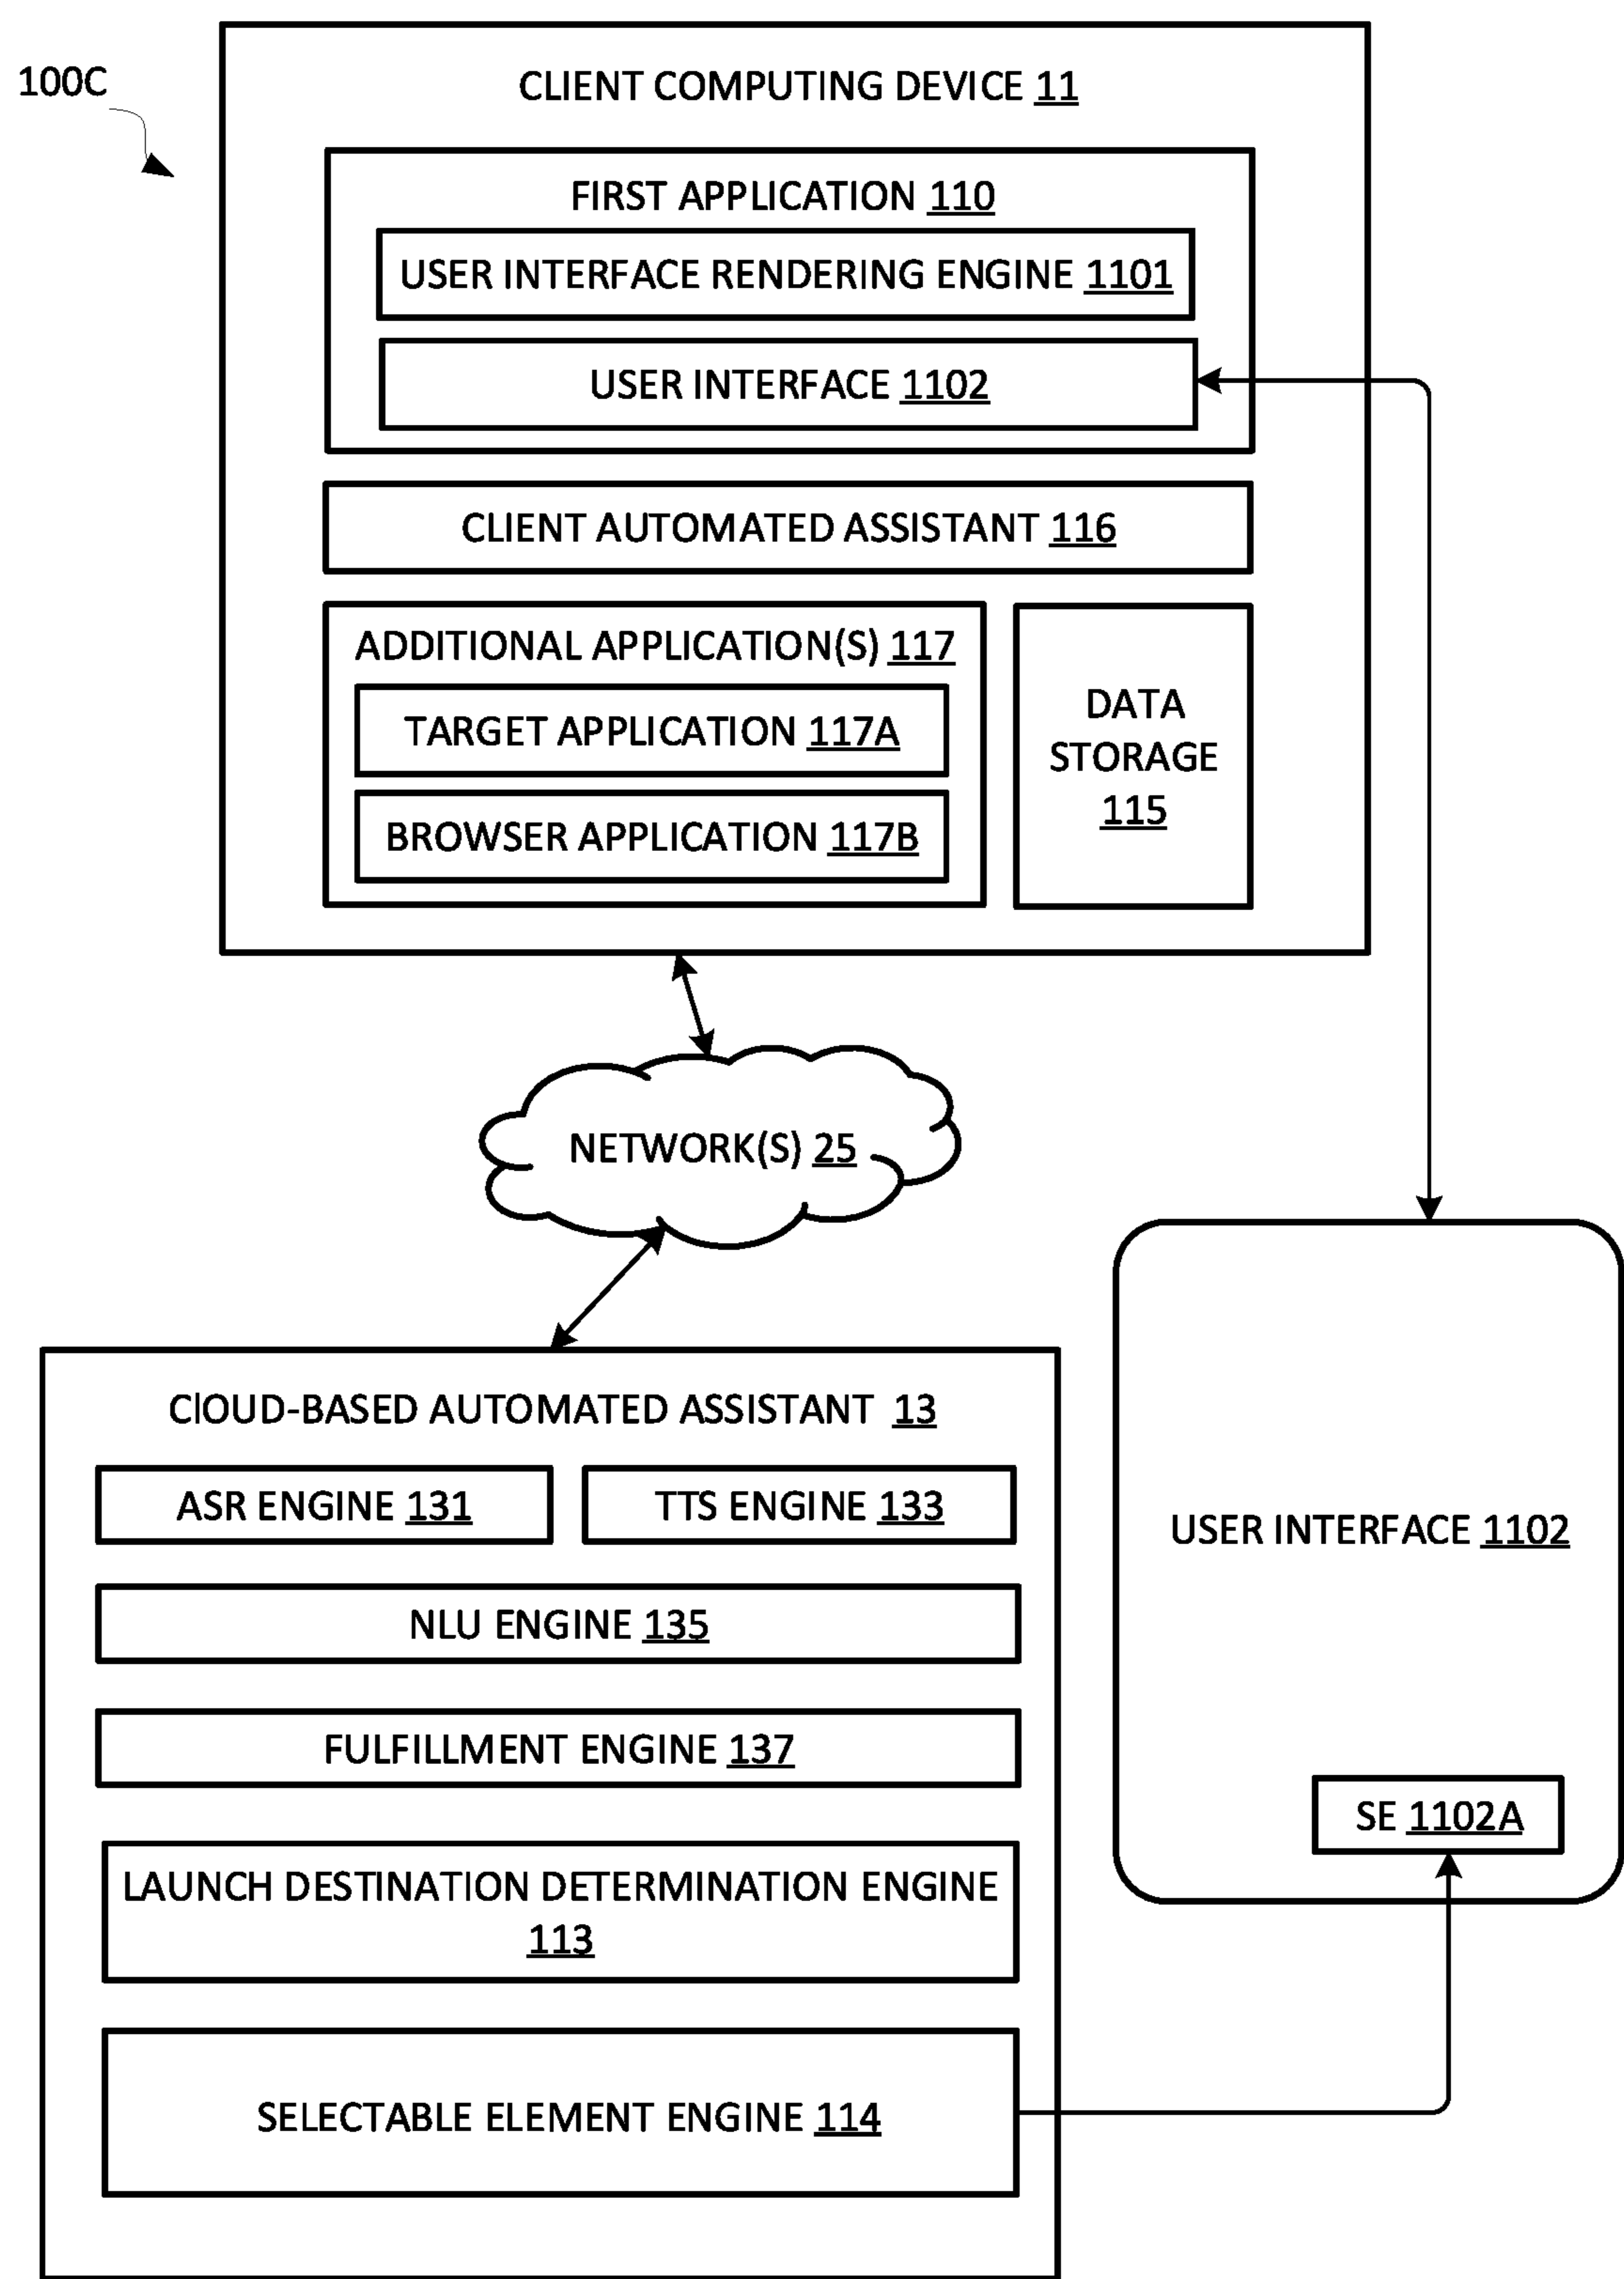 100C
CLIENT COMPUTING DEVICE 11
FIRST APPLICATION 110
USER INTERFACE RENDERING ENGINE 1101
USER INTERFACE 1102
CLIENT AUTOMATED ASSISTANT 116
ADDITIONAL APPLICATION(S) 117
TARGET APPLICATION 117A
BROWSER APPLICATION 117B
DATA
STORAGE
115
NETWORK(S) 25
ClOUD-BASED AUTOMATED ASSISTANT 13
ASR ENGINE 131
TTS ENGINE 133
NLU ENGINE 135
FULFILLMENT ENGINE 137
LAUNCH DESTINATION DETERMINATION ENGINE
113
SELECTABLE ELEMENT ENGINE 114
USER INTERFACE 1102
SE 1102A